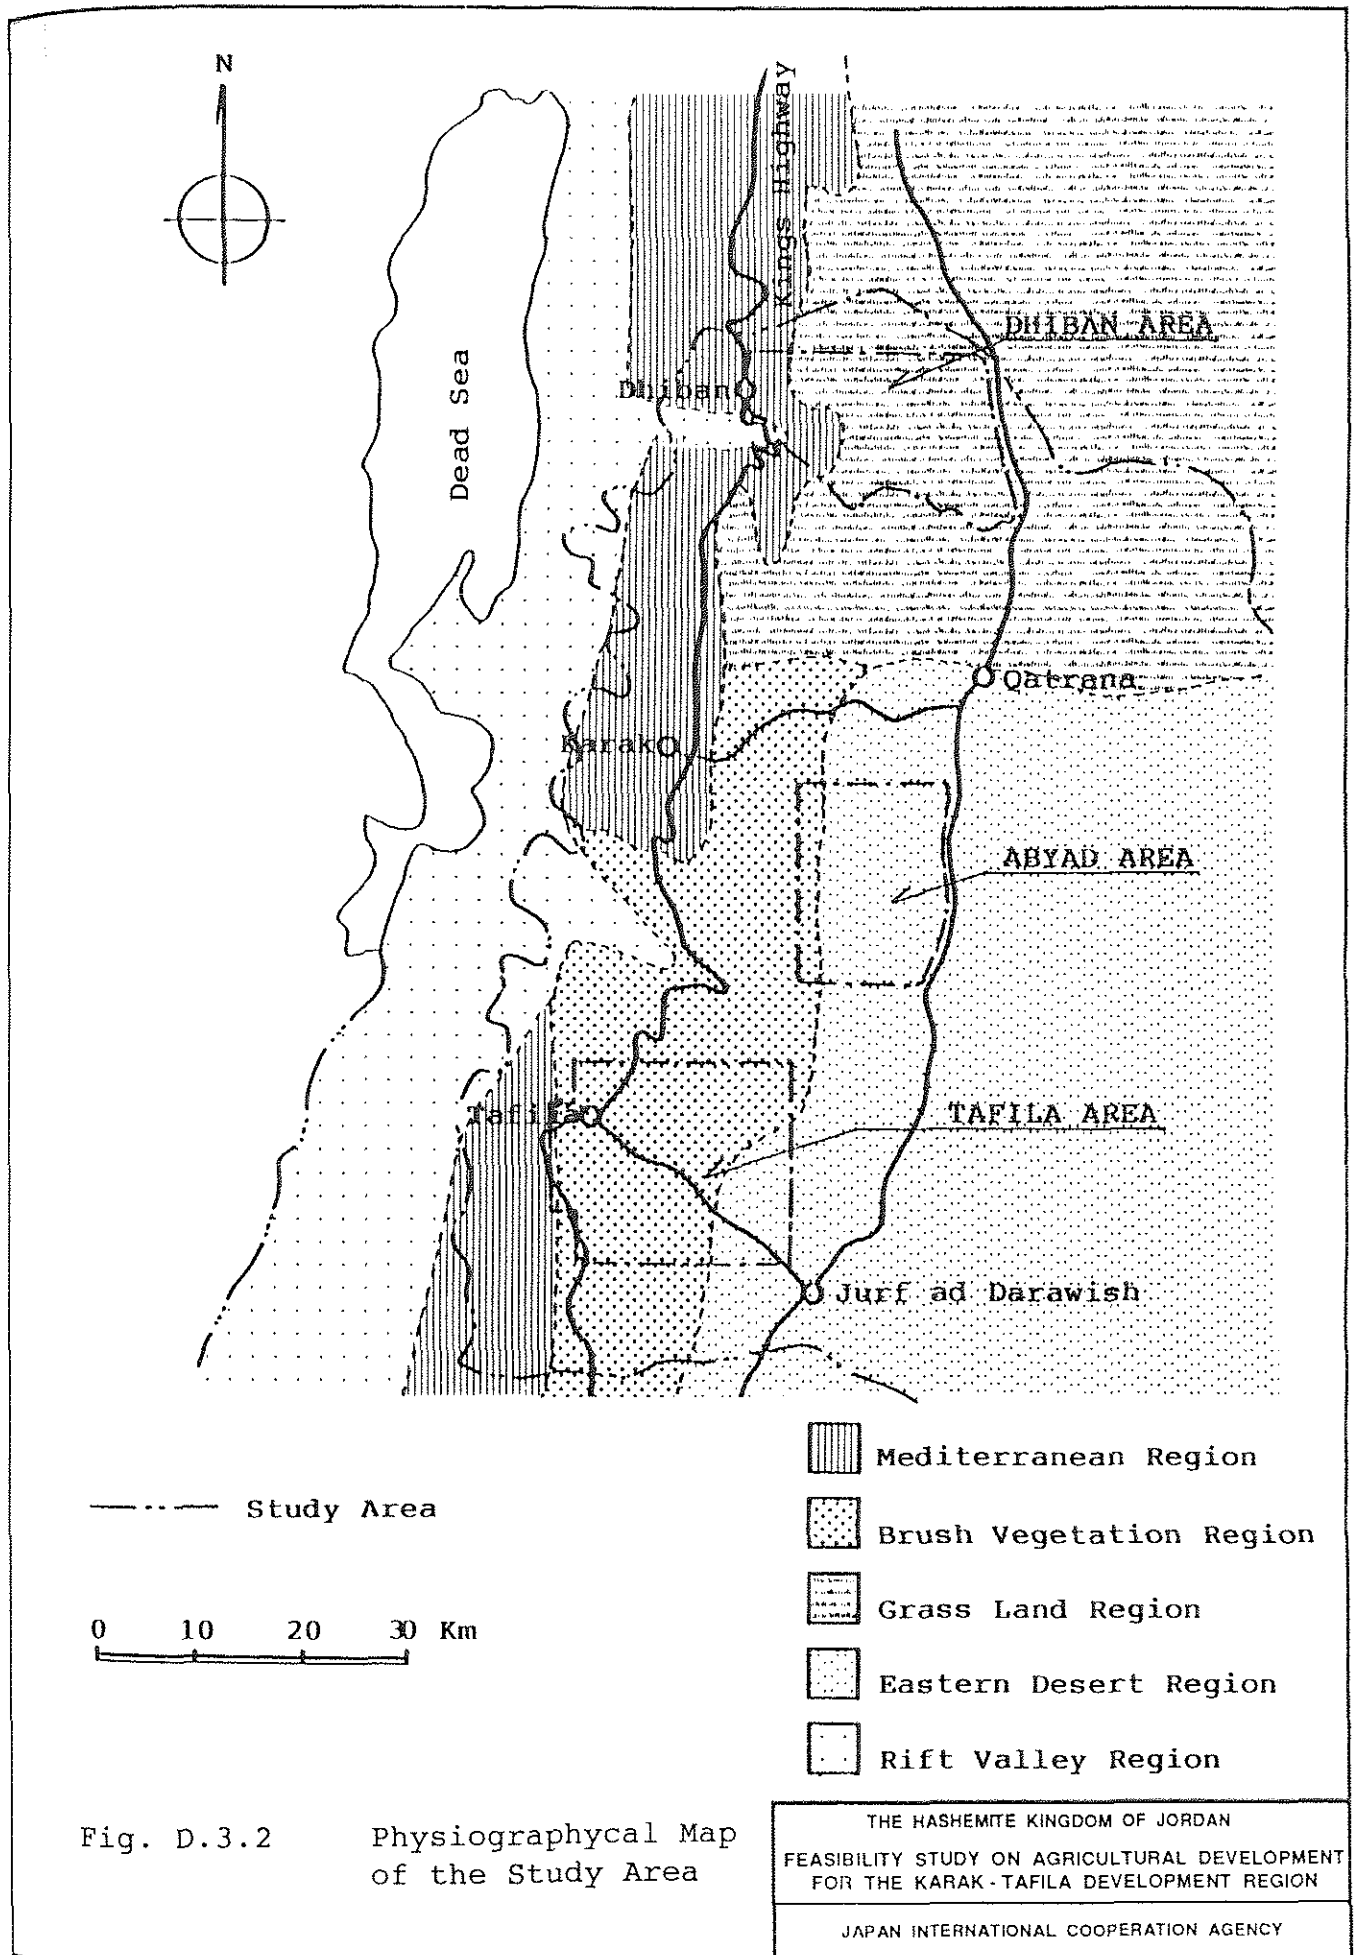 N
Kings Highway
DHIBAN AREA
Dead Sea
Dhiban
Qatrana
Karak
ABYAD AREA
Tafila
TAFILA AREA
Jurf ad Darawish
Mediterranean Region
Study Area
Brush Vegetation Region
Grass Land Region
0 10 20 30 Km
Eastern Desert Region
Rift Valley Region
Fig. D.3.2 Physiographycal Map
of the Study Area
THE HASHEMITE KINGDOM OF JORDAN
FEASIBILITY STUDY ON AGRICULTURAL DEVELOPMENT
FOR THE KARAK - TAFILA DEVELOPMENT REGION
JAPAN INTERNATIONAL COOPERATION AGENCY